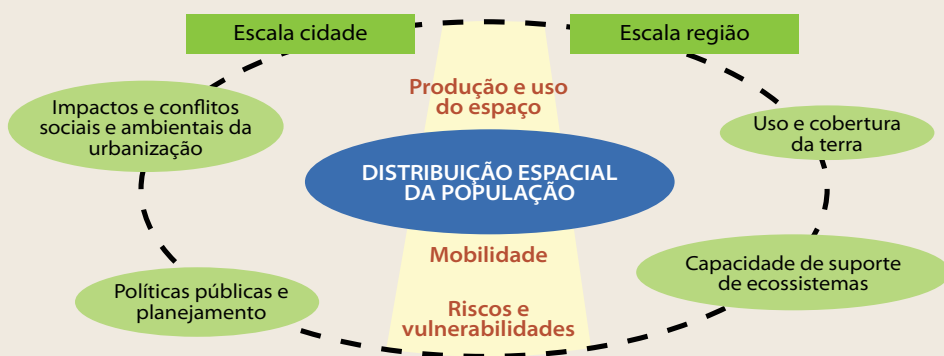 Escala cidade
Escala região
Produção e uso
do espaço
Impactos e conflitos
sociais e ambientais da
urbanização
Uso e cobertura
da terra
DISTRIBUIÇÃO ESPACIAL
DA POPULAÇÃO
Mobilidade
Capacidade de suporte
de ecossistemas
Políticas públicas e
planejamento
Riscos e
vulnerabilidades